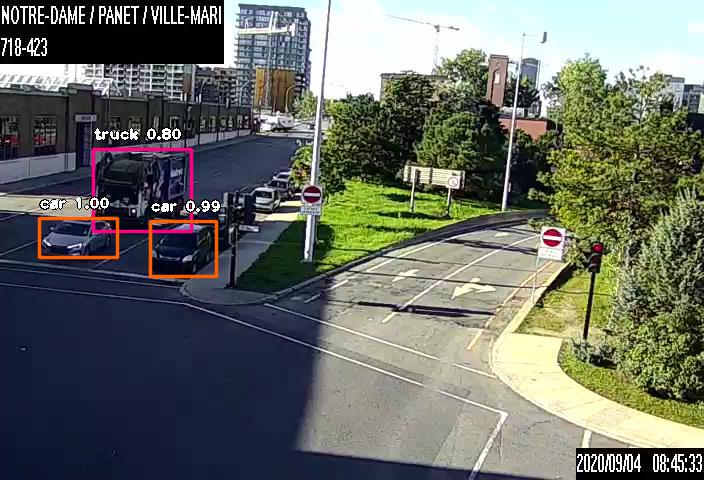 NOTRE-DAME / PANET / VILLE-MARI
718-423
truck 0.80
car 1.00
car 0.99
2020/09/04 08:45:33